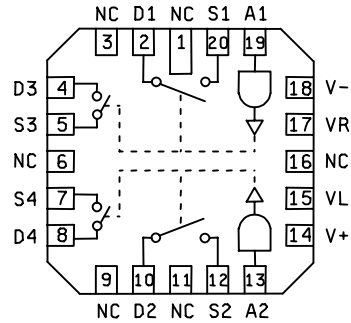 NC D1 NC S1 A1
3 2 1 20 19
D3 4 18 V-
S3 5 17 VR
NC 6 16 NC
S4 7 15 VL
D4 8 14 V+
9 10 11 12 13
NC D2 NC S2 A2